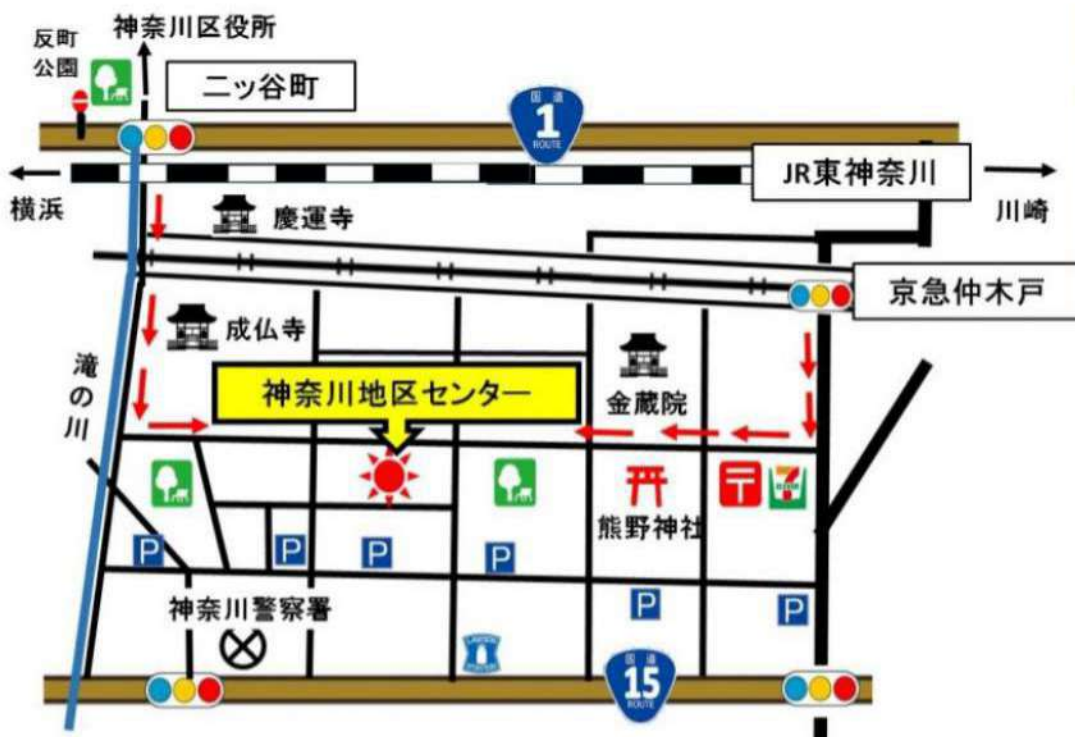 神奈川区役所
反町
公園
二ッ谷町
国道
1
ROUTE
JR東神奈川
横浜
川崎
慶運寺
京急仲木戸
成仏寺
滝の川
神奈川地区センター
金蔵院
熊野神社
P
P
P
P
P
P
神奈川警察署
LAWSON
STATION
国道
15
ROUTE